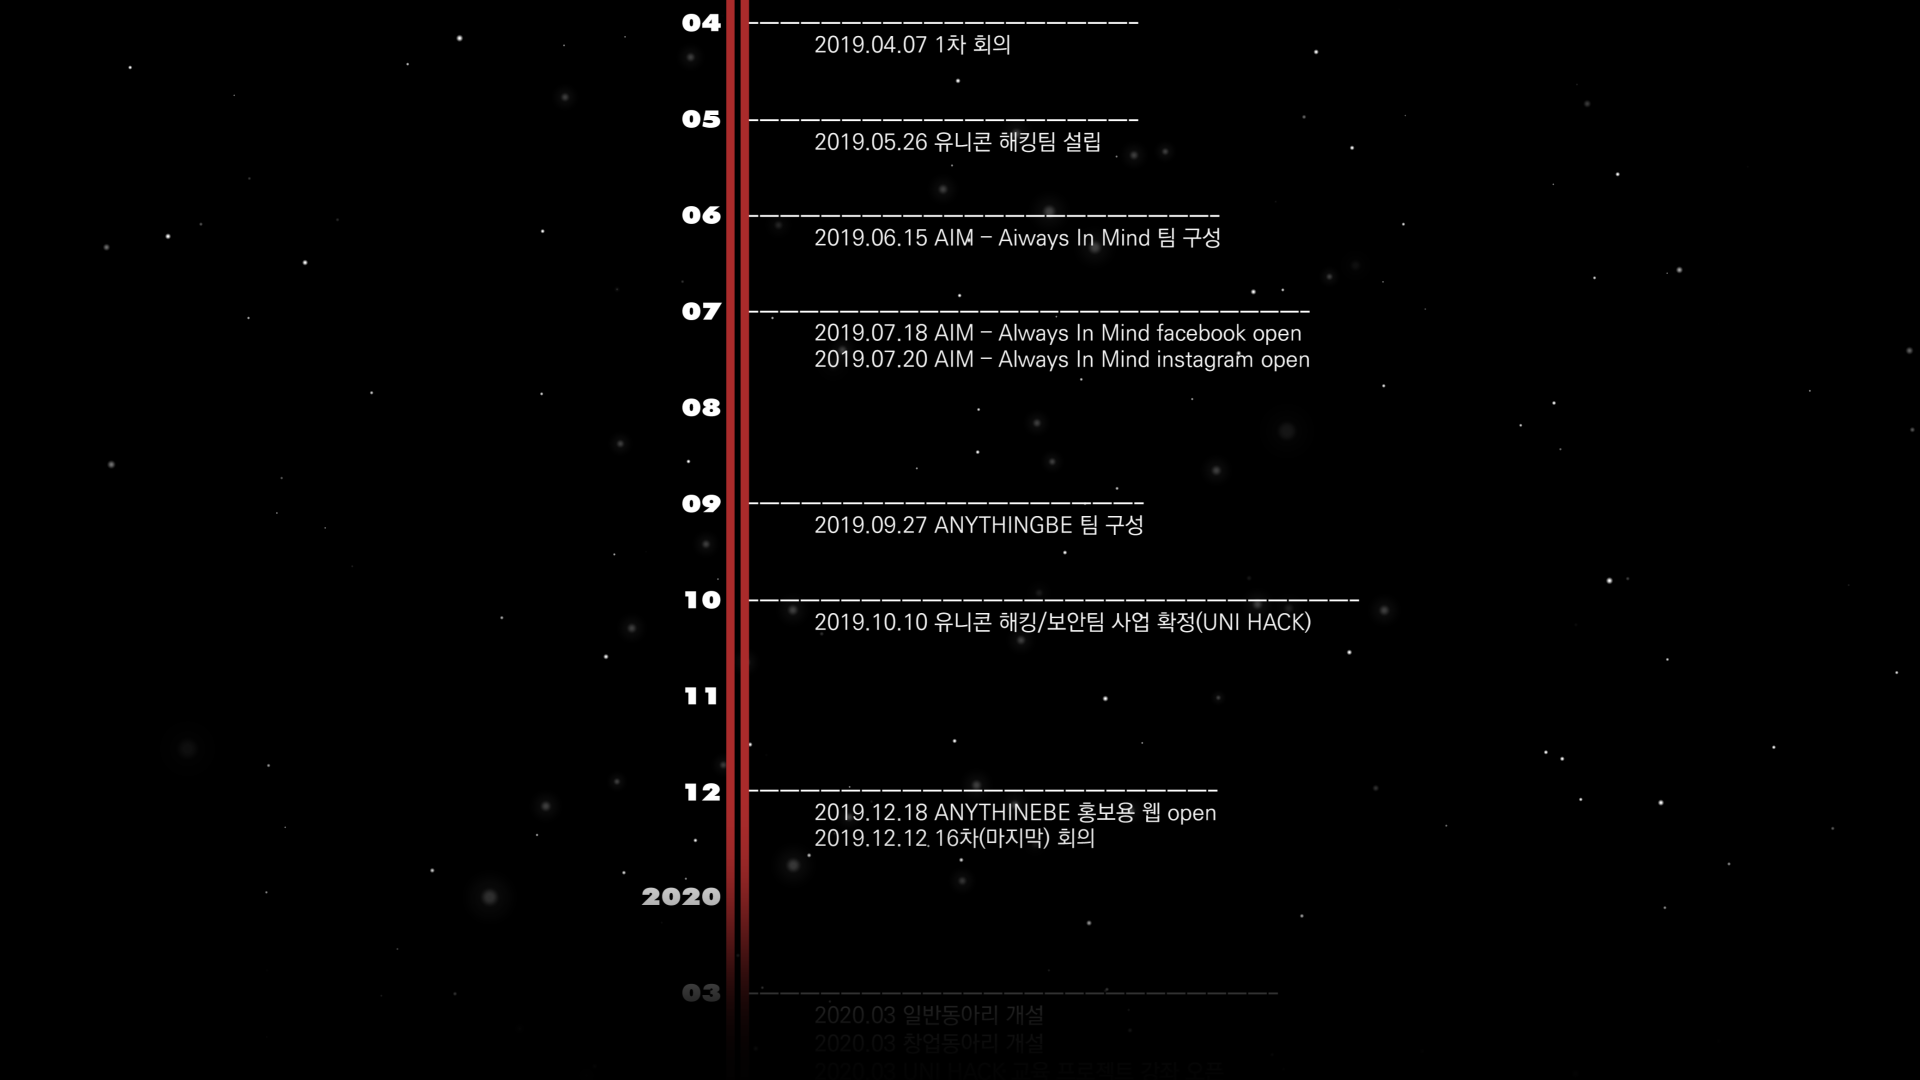 04
2019.04.07 1차 회의
05
2019.05.26 유니콘 해킹팀 설립
06
2019.06.15 AIM - Aiways In Mind 팀 구성
07
2019.07.18 AIM - Always In Mind facebook open
2019.07.20 AIM - Always In Mind instagram open
08
09
2019.09.27 ANYTHINGBE 팀 구성
10
2019.10.10 유니콘 해킹/보안팀 사업 확정(UNI HACK)
11
12
2019.12.18 ANYTHINEBE 홍보용 웹 open
2019.12.12 16차(마지막) 회의
2020
03
2020.03 일반동아리 개설
2020.03 창업동아리 개설
2020.03 UNI HACK 교육 프로젝트